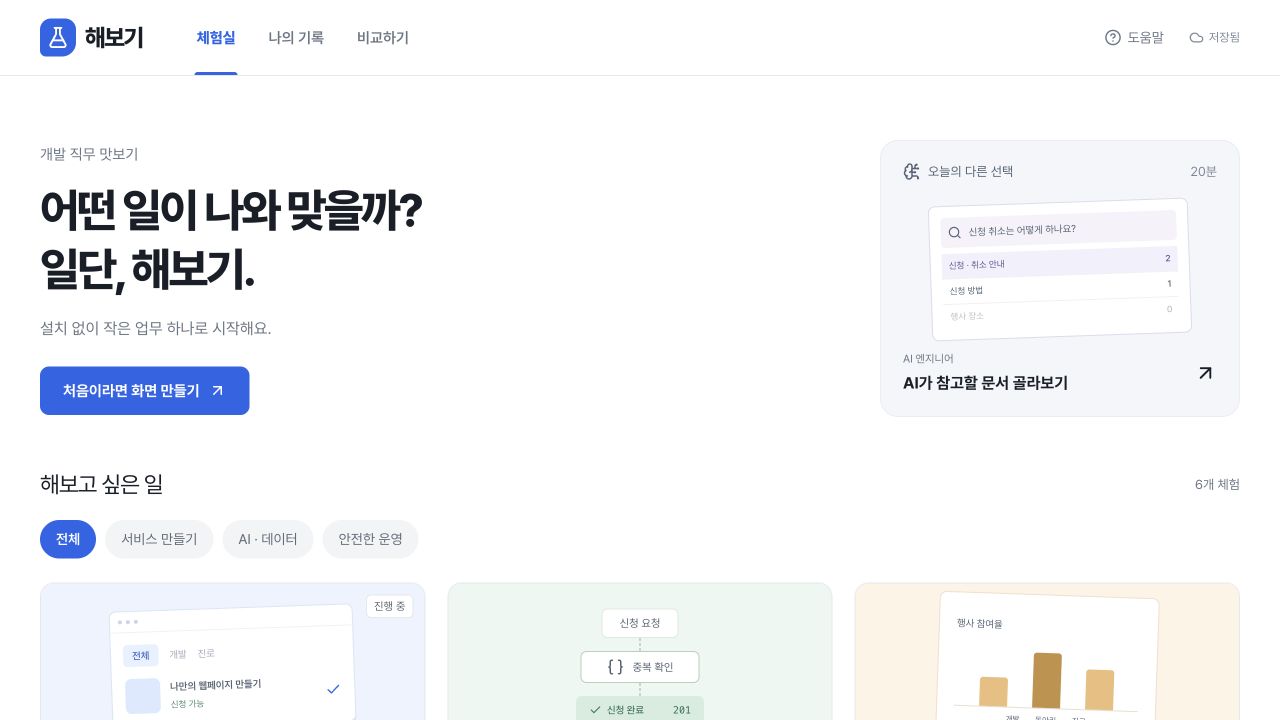 해보기
체험실
나의 기록
비교하기
도움말
저장됨
개발 직무 맛보기
어떤 일이 나와 맞을까?
일단, 해보기.
설치 없이 작은 업무 하나로 시작해요.
처음이라면 화면 만들기
오늘의 다른 선택
20분
신청 취소는 어떻게 하나요?
신청 · 취소 안내 2
신청 방법 1
행사 장소 0
AI 엔지니어
AI가 참고할 문서 골라보기
해보고 싶은 일
6개 체험
전체
서비스 만들기
AI · 데이터
안전한 운영
진행 중
전체 개발 진로
나만의 웹페이지 만들기
신청 가능
신청 요청
{ } 중복 확인
신청 완료 201
행사 참여율